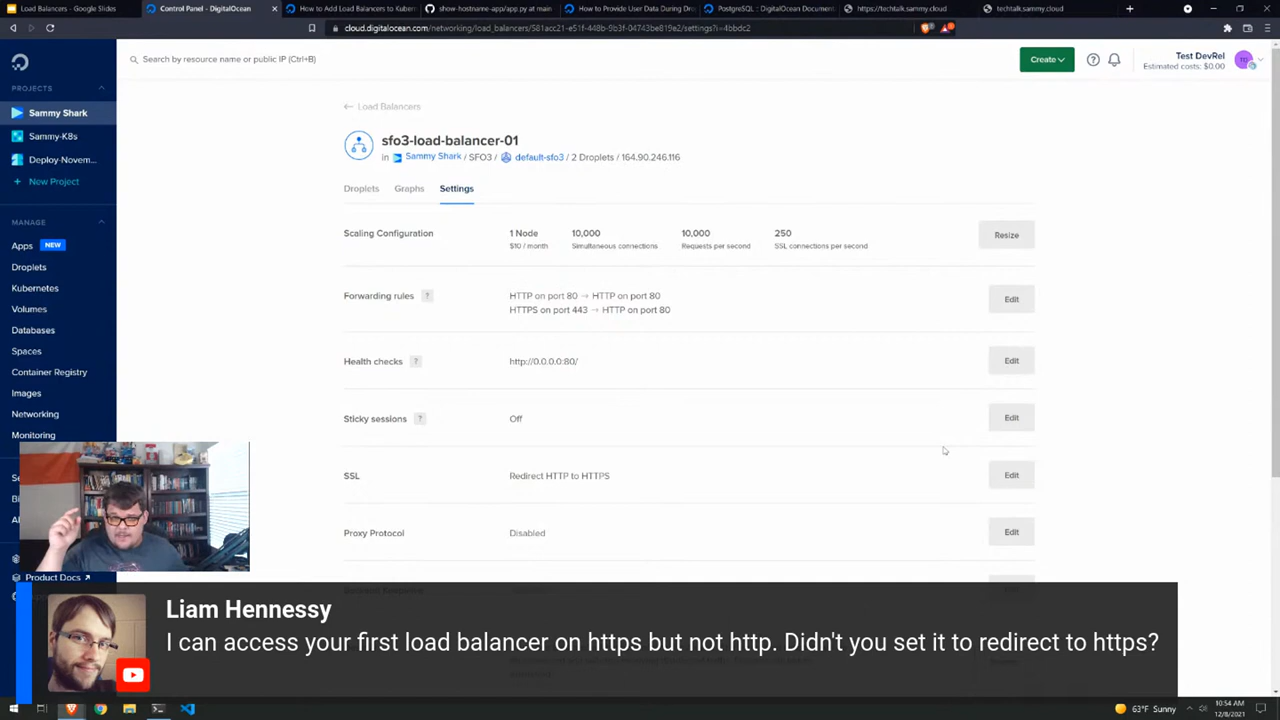 Load Balancers - Google Slides
Control Panel - DigitalOcean
How to Add Load Balancers to Kubern
show-hostname-app/app.py at main
How to Provide User Data During Dro
PostgreSQL :: DigitalOcean Document
https://techtalk.sammy.cloud
techtalk.sammy.cloud
cloud.digitalocean.com/networking/load_balancers/581acc21-e51f-448b-9b3f-04743be819e2/settings?i=4bbdc2
Search by resource name or public IP (Ctrl+B)
Create
Test DevRel
Estimated costs: $0.00
PROJECTS
Sammy Shark
Sammy-K8s
Deploy-Novem...
+ New Project
MANAGE
Apps NEW
Droplets
Kubernetes
Volumes
Databases
Spaces
Container Registry
Images
Networking
Monitoring
Product Docs
← Load Balancers
sfo3-load-balancer-01
in Sammy Shark / SFO3 / default-sfo3 / 2 Droplets / 164.90.246.116
Droplets Graphs Settings
Scaling Configuration
1 Node
$10 / month
10,000
Simultaneous connections
10,000
Requests per second
250
SSL connections per second
Resize
Forwarding rules ?
HTTP on port 80 → HTTP on port 80
HTTPS on port 443 → HTTP on port 80
Edit
Health checks ?
http://0.0.0.0:80/
Edit
Sticky sessions ?
Off
Edit
SSL
Redirect HTTP to HTTPS
Edit
Proxy Protocol
Disabled
Edit
Liam Hennessy
I can access your first load balancer on https but not http. Didn't you set it to redirect to https?
63°F Sunny
10:54 AM
12/8/2021